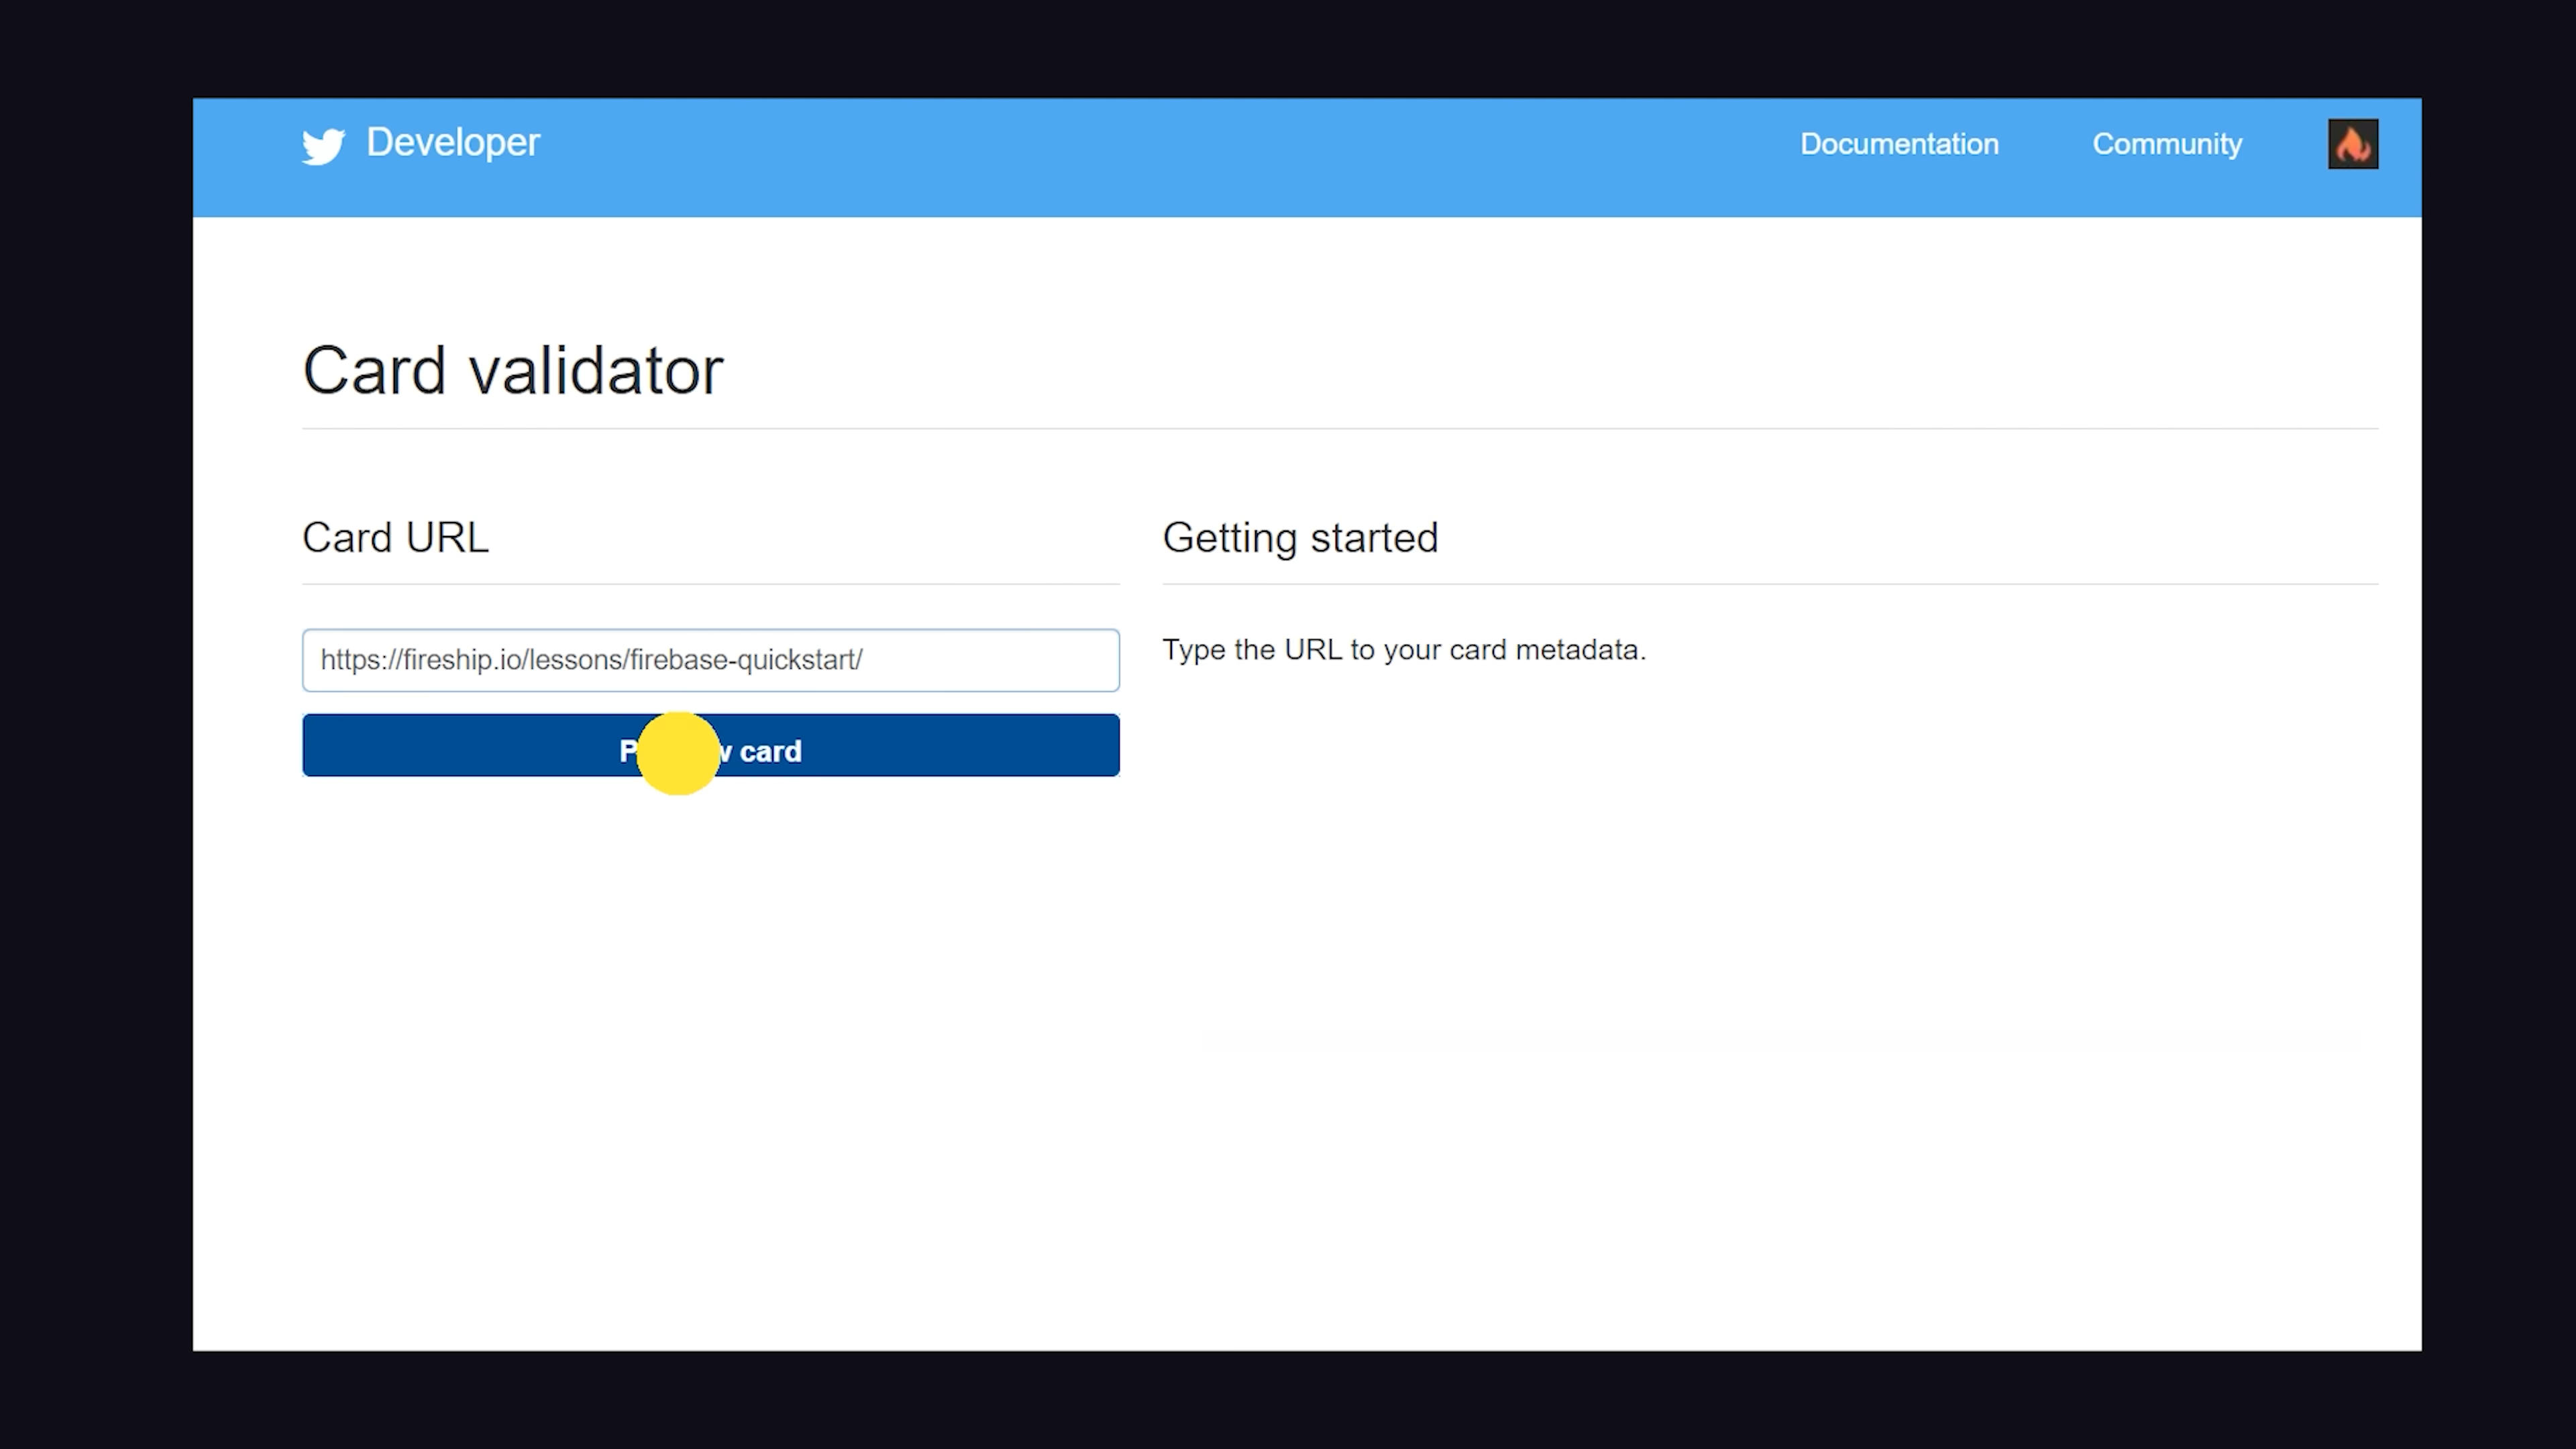 Developer
Documentation
Community
Card validator
Card URL
Getting started
https://fireship.io/lessons/firebase-quickstart/
Type the URL to your card metadata.
card